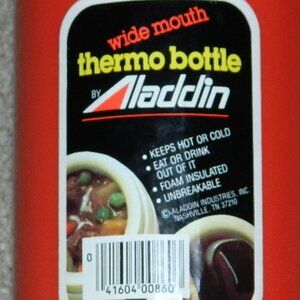 wide mouth
thermo bottle
BY Aladdin
• KEEPS HOT OR COLD
• EAT OR DRINK
OUT OF IT
• FOAM INSULATED
• UNBREAKABLE
© ALADDIN INDUSTRIES, INC.
NASHVILLE, TN 37210
0
41604 00860